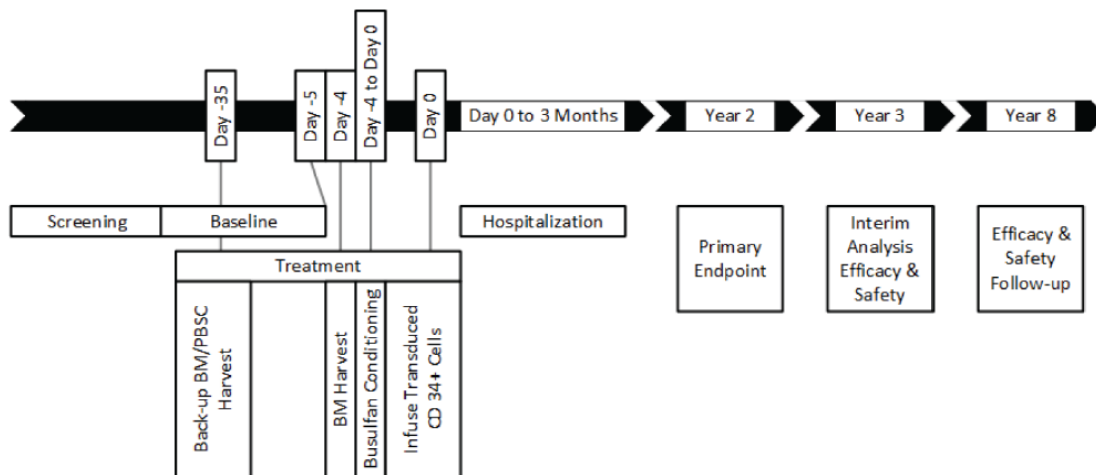 Day -35
Day -5
Day -4
Day -4 to Day 0
Day 0
Day 0 to 3 Months
Year 2
Year 3
Year 8
Screening
Baseline
Hospitalization
Primary
Endpoint
Interim
Analysis
Efficacy &
Safety
Efficacy &
Safety
Follow-up
Treatment
Back-up BM/PBSC
Harvest
BM Harvest
Busulfan Conditioning
Infuse Transduced
CD 34+ Cells